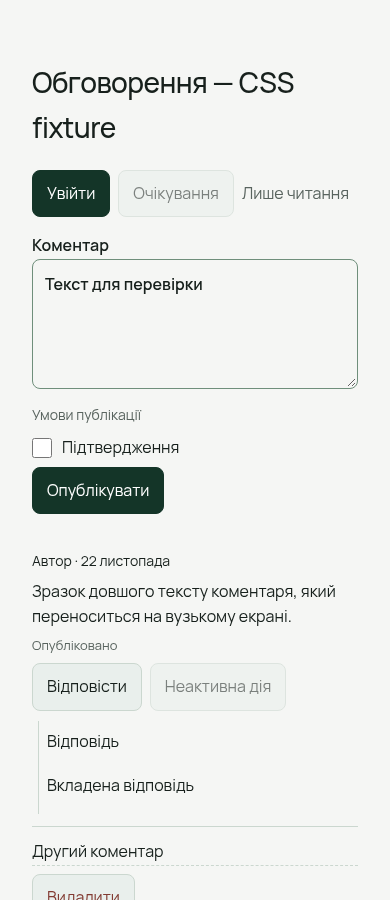 Обговорення — CSS
fixture
Увійти Очікування Лише читання
Коментар
Текст для перевірки
Умови публікації
Підтвердження
Опублікувати
Автор · 22 листопада
Зразок довшого тексту коментаря, який
переноситься на вузькому екрані.
Опубліковано
Відповісти Неактивна дія
Відповідь
Вкладена відповідь
Другий коментар
Видалити